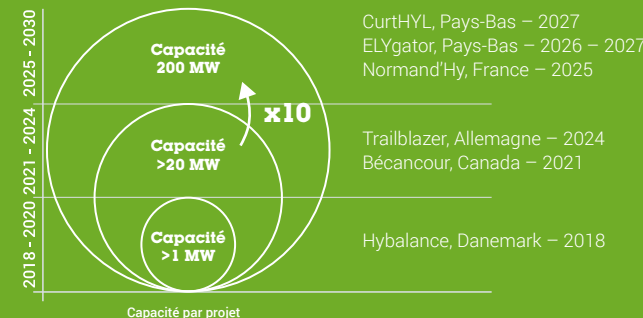 2025 - 2030
Capacité
200 MW
CurtHYL, Pays-Bas – 2027
ELYgator, Pays-Bas – 2026 – 2027
Normand’Hy, France – 2025
x10
2021 - 2024
Capacité
>20 MW
Trailblazer, Allemagne – 2024
Bécancour, Canada – 2021
2018 - 2020
Capacité
>1 MW
Hybalance, Danemark – 2018
Capacité par projet